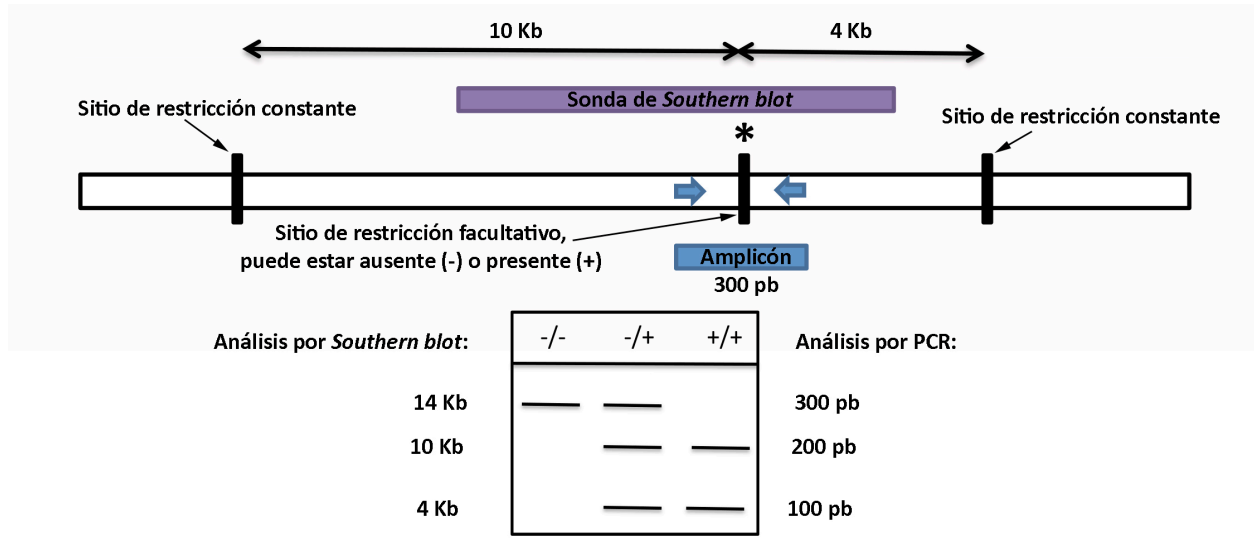 10 Kb
4 Kb
Sonda de Southern blot
Sitio de restricción constante
*
Sitio de restricción constante
Sitio de restricción facultativo,
puede estar ausente (-) o presente (+)
Amplicón
300 pb
Análisis por Southern blot:
-/-
-/+
+/+
Análisis por PCR:
14 Kb
300 pb
10 Kb
200 pb
4 Kb
100 pb